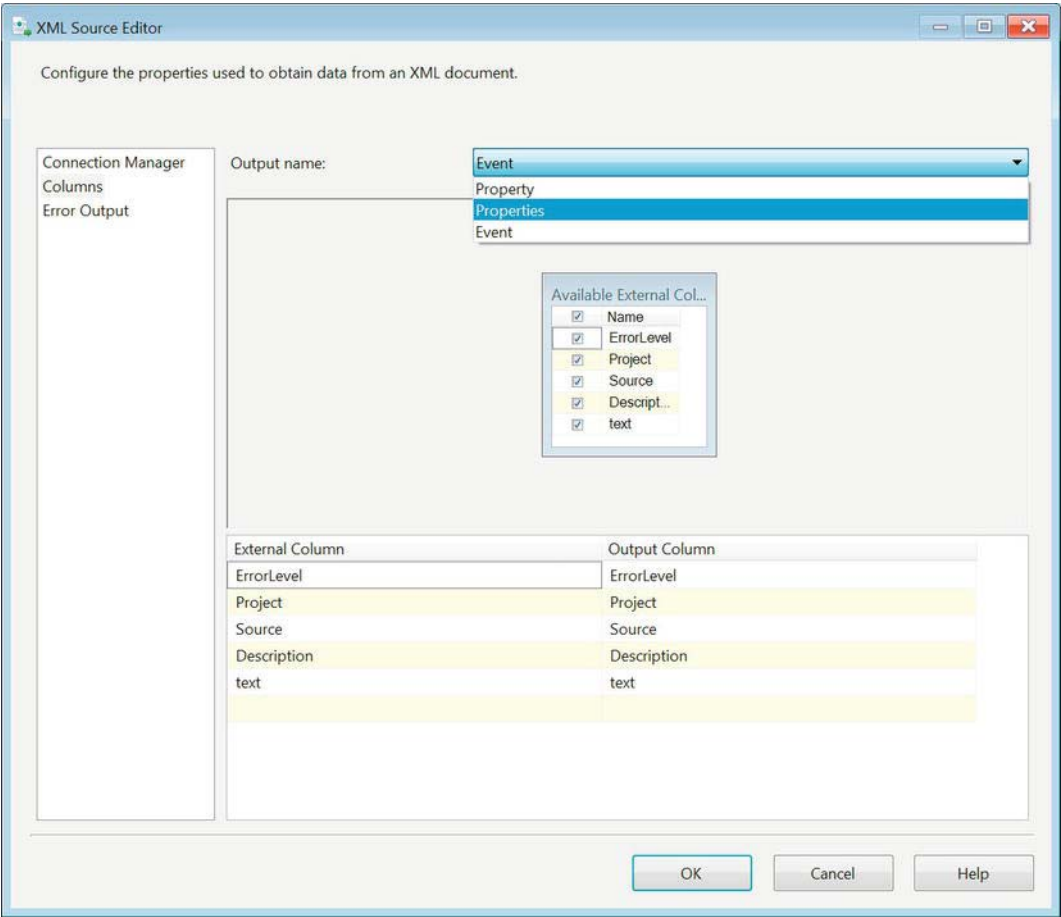 XML Source Editor
Configure the properties used to obtain data from an XML document.
Connection Manager
Columns
Error Output
Output name:
Event
Property
Properties
Event
Available External Col...
Name
ErrorLevel
Project
Source
Descript...
text
External Column Output Column
ErrorLevel ErrorLevel
Project Project
Source Source
Description Description
text text
OK Cancel Help